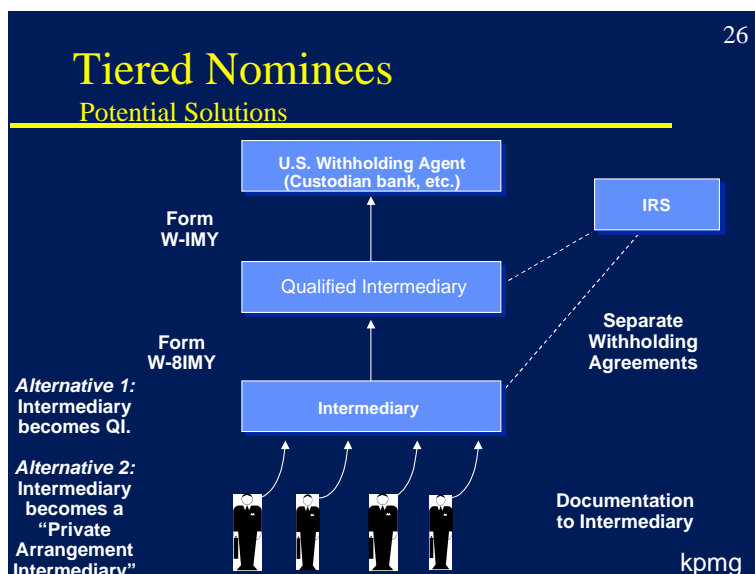 26
Tiered Nominees
Potential Solutions
U.S. Withholding Agent
(Custodian bank, etc.)
IRS
Form
W-IMY
Qualified Intermediary
Separate
Withholding
Agreements
Form
W-8IMY
Alternative 1:
Intermediary
becomes QI.
Intermediary
Alternative 2:
Intermediary
becomes a
“Private
Arrangement
Intermediary”
Documentation
to Intermediary
kpmg